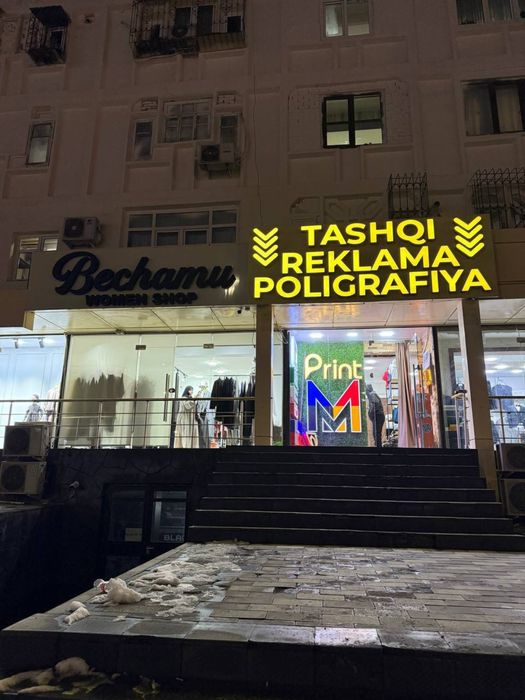 Bechamu
WOMEN SHOP
TASHQI
REKLAMA
POLIGRAFIYA
Print
M